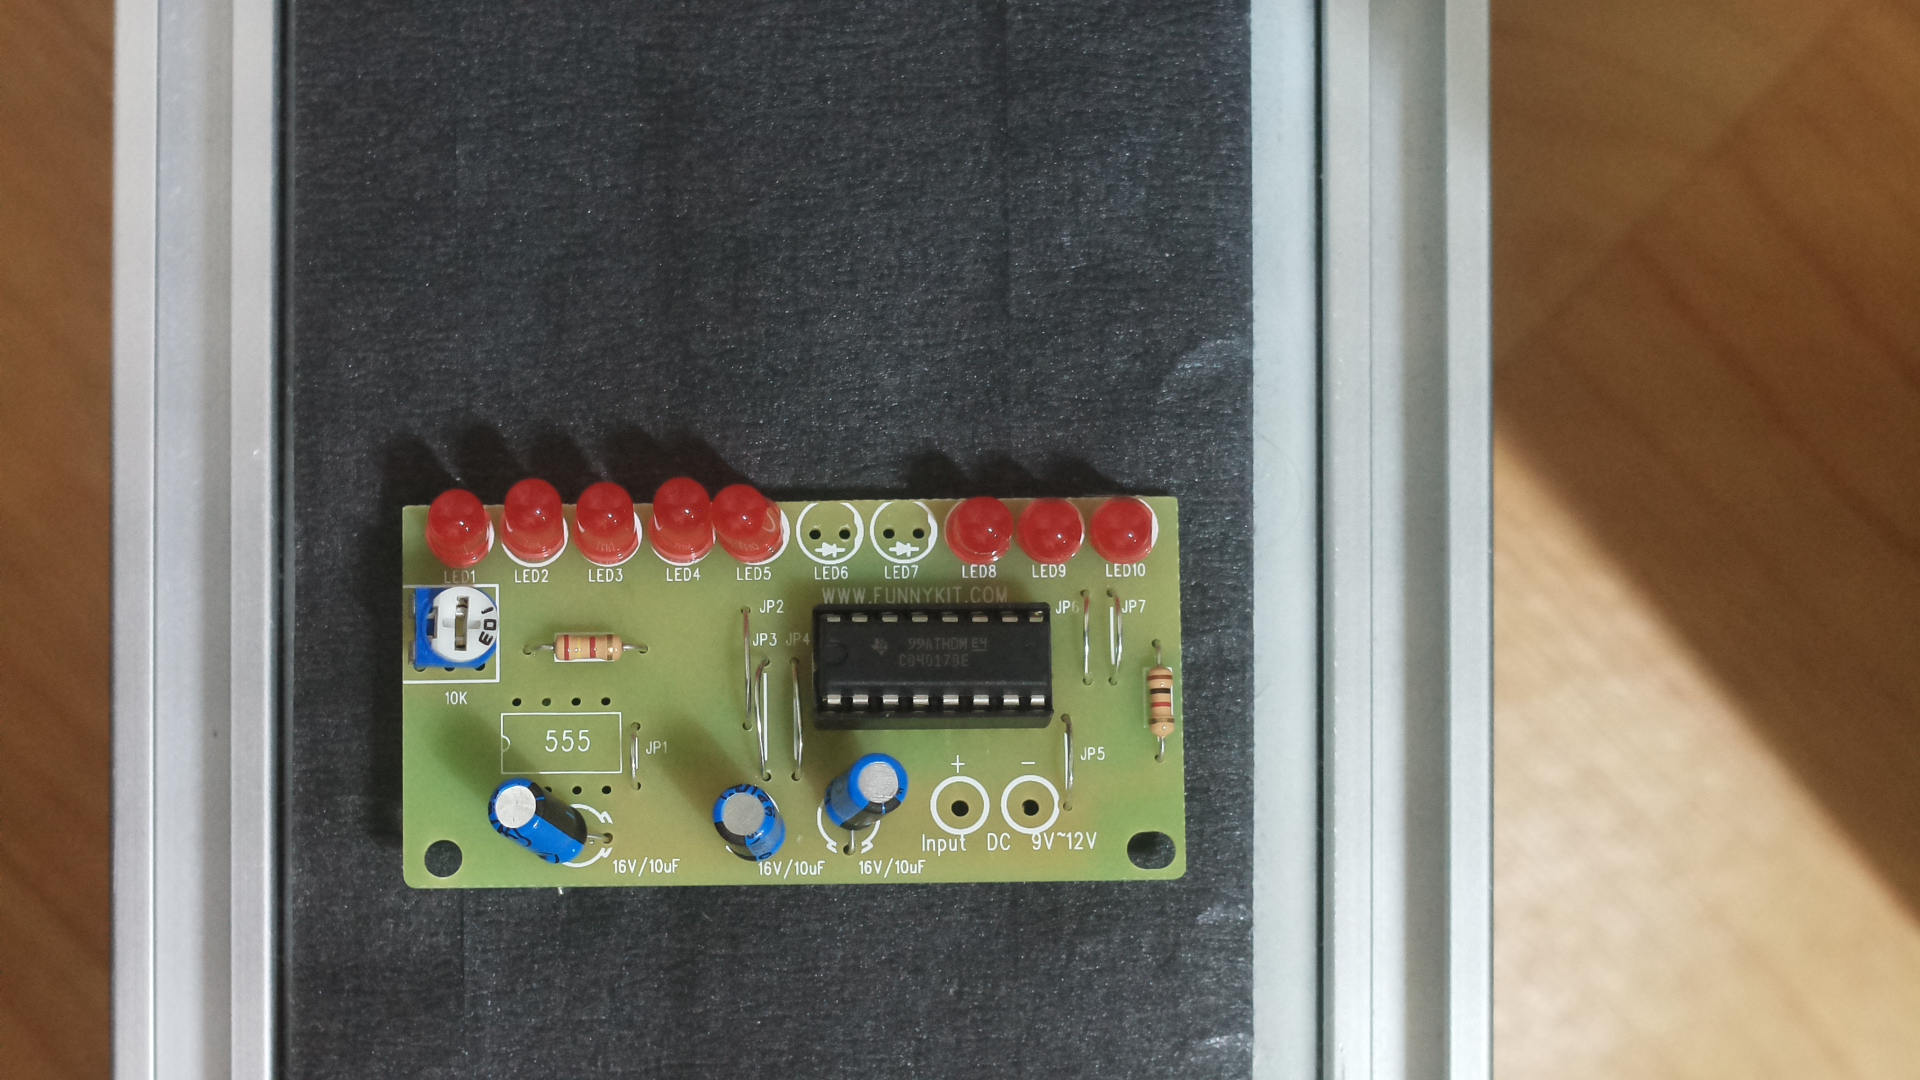 LED1 LED2 LED3 LED4 LED5 LED6 LED7 LED8 LED9 LED10
WWW.FUNNYKIT.COM
JP2
JP6 JP7
103
JP3 JP4
CD4017BE
10K
555
JP1
JP5
+ −
Input DC 9V~12V
16V/10uF 16V/10uF 16V/10uF